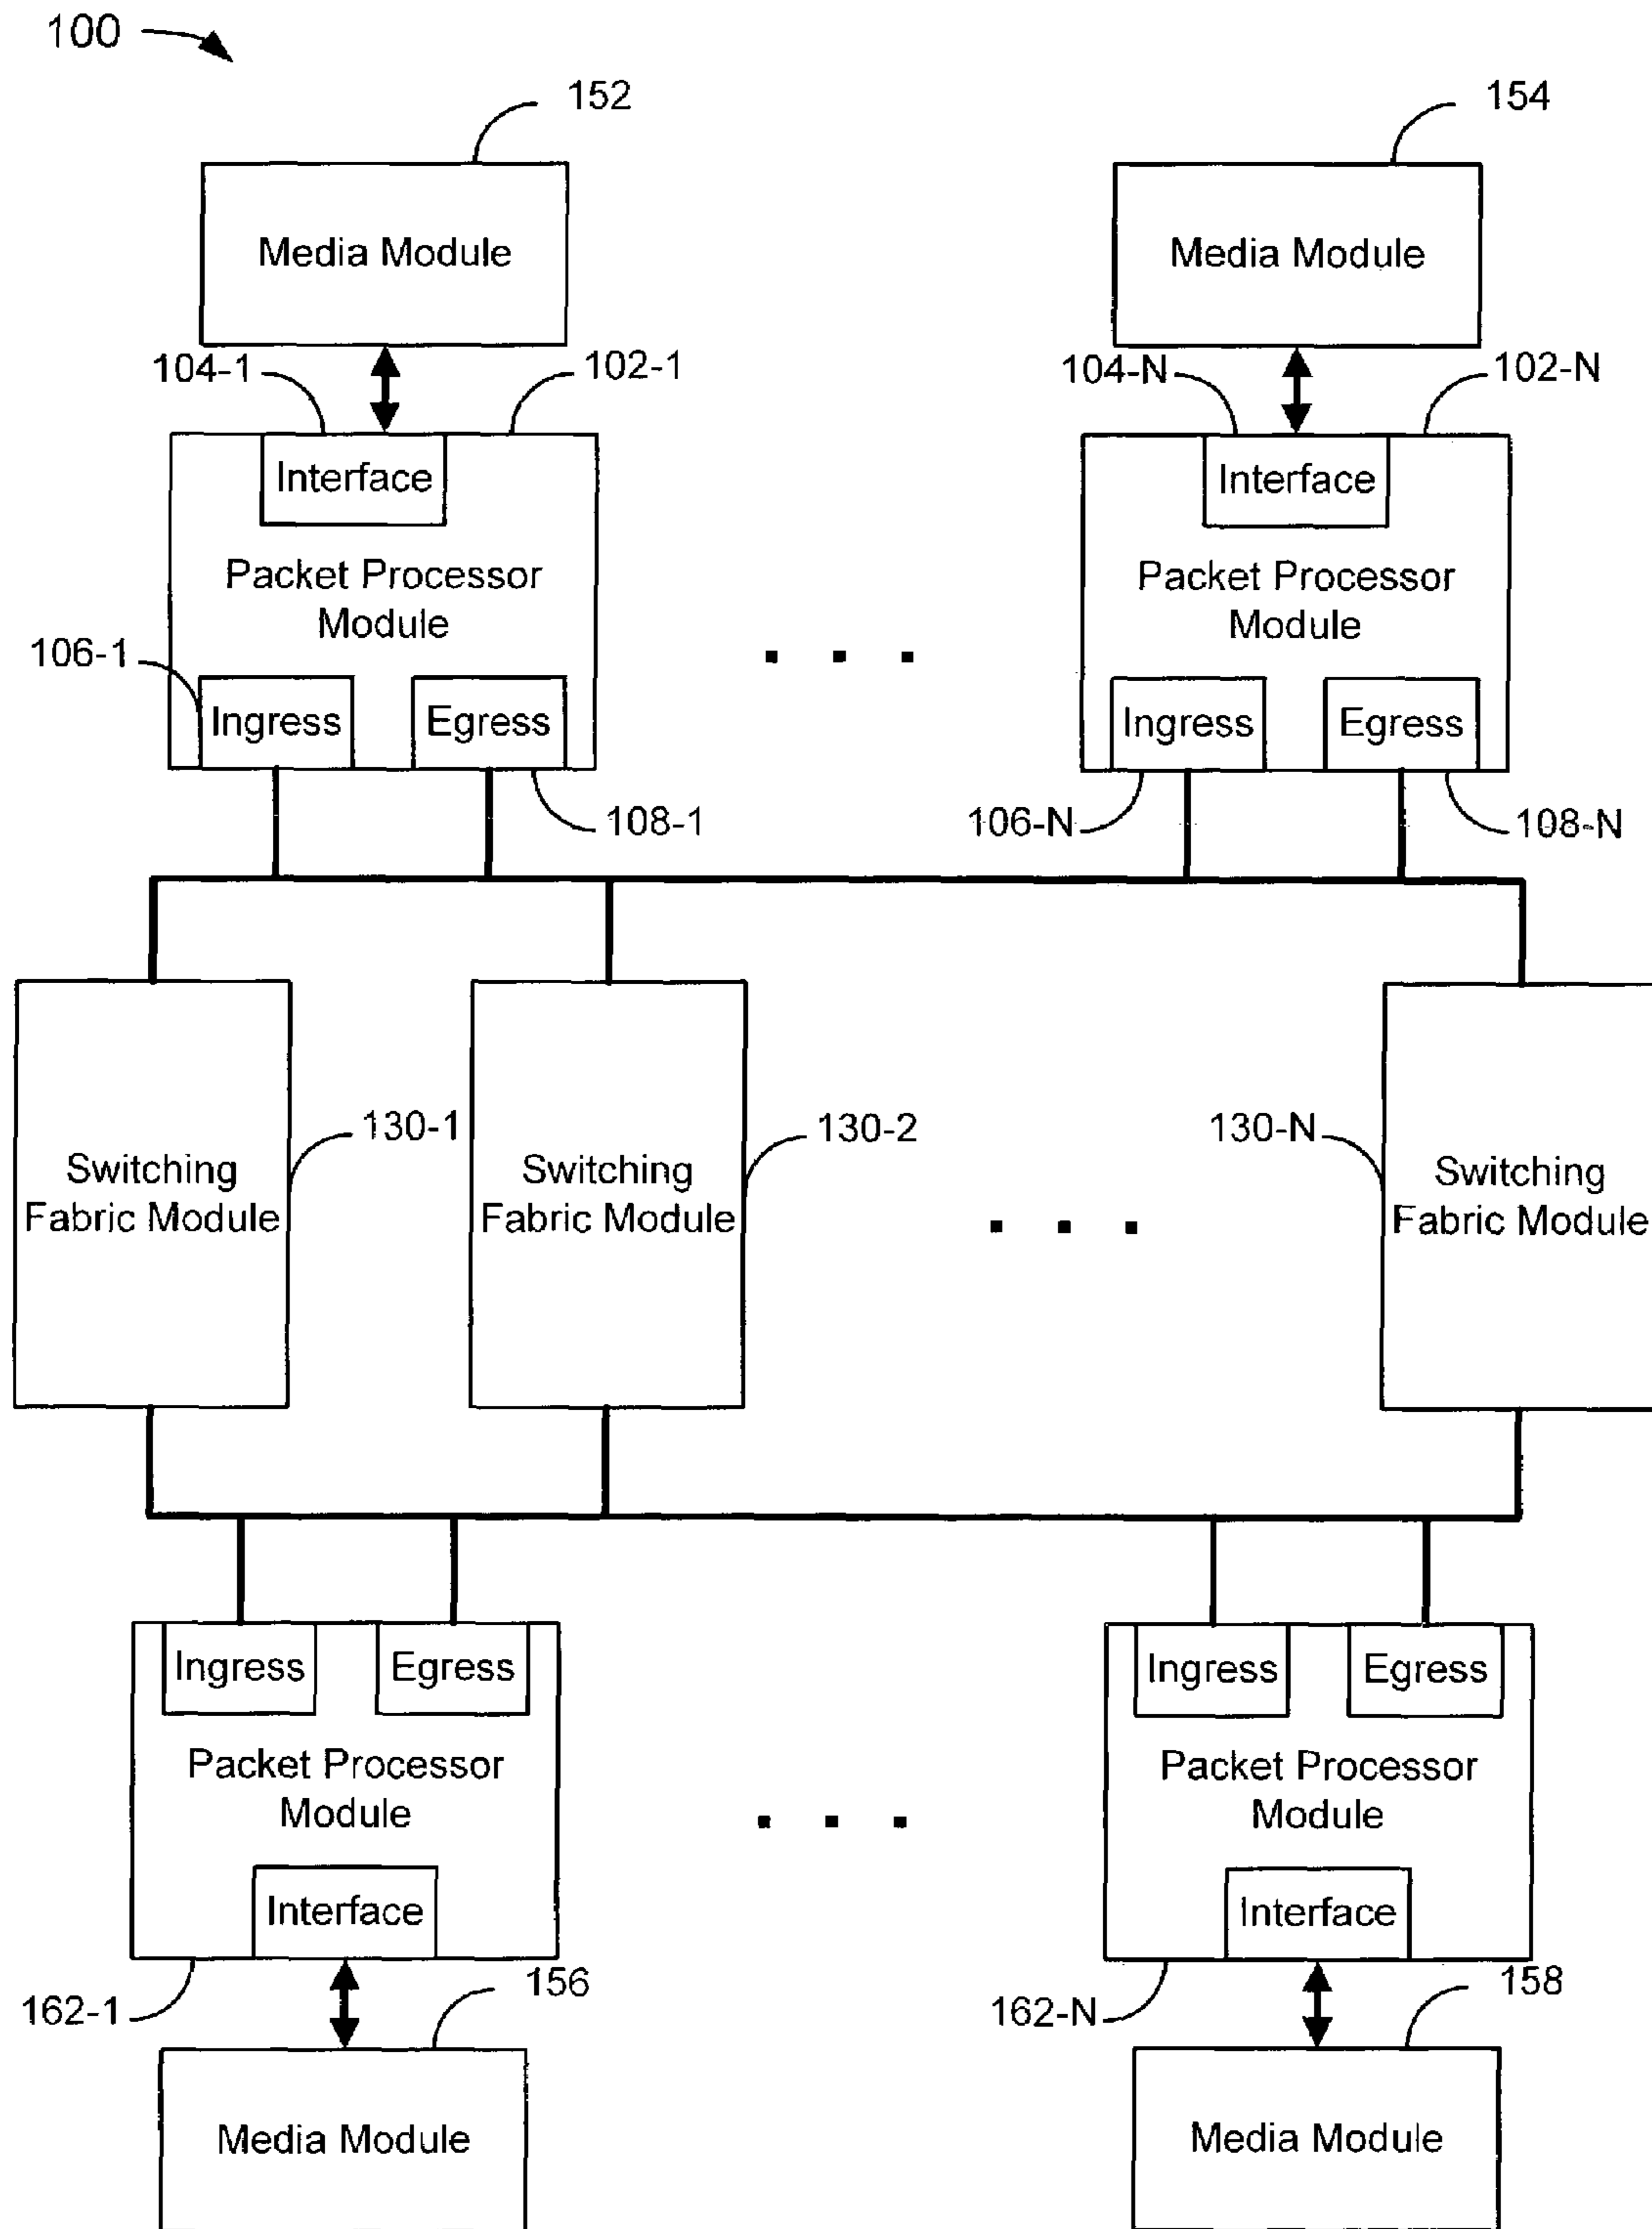 100
152
154
Media Module
Media Module
104-1
102-1
104-N
102-N
Interface
Interface
Packet Processor
Module
Packet Processor
Module
106-1
Ingress
Egress
Ingress
Egress
108-1
106-N
108-N
130-1
130-2
130-N
Switching
Fabric Module
Switching
Fabric Module
Switching
Fabric Module
Ingress
Egress
Ingress
Egress
Packet Processor
Module
Packet Processor
Module
Interface
Interface
162-1
156
162-N
158
Media Module
Media Module